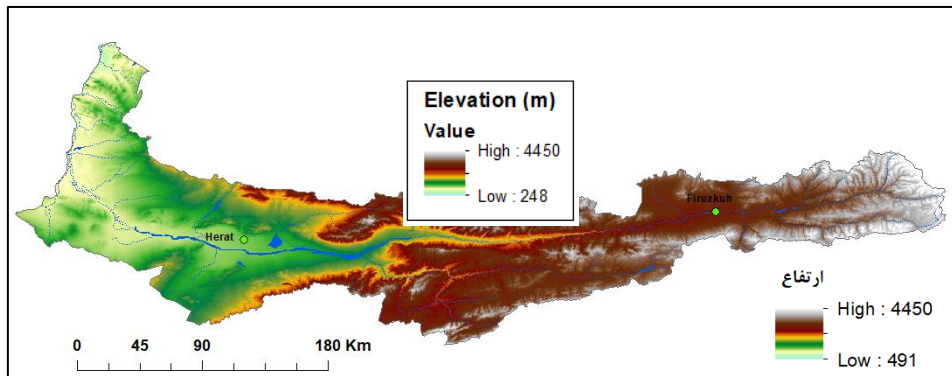 Elevation (m)
Value
High : 4450
Low : 248
Firuzkuh
Herat
ارتفاع
High : 4450
Low : 491
0 45 90 180 Km